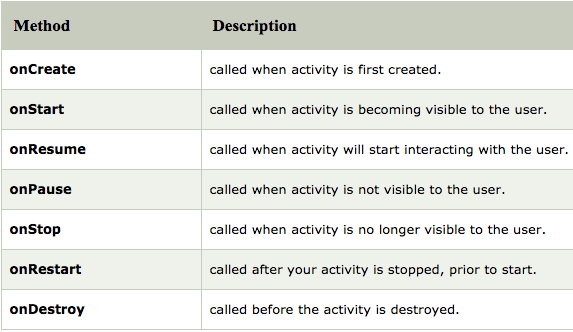 Method Description
onCreate called when activity is first created.
onStart called when activity is becoming visible to the user.
onResume called when activity will start interacting with the user.
onPause called when activity is not visible to the user.
onStop called when activity is no longer visible to the user.
onRestart called after your activity is stopped, prior to start.
onDestroy called before the activity is destroyed.